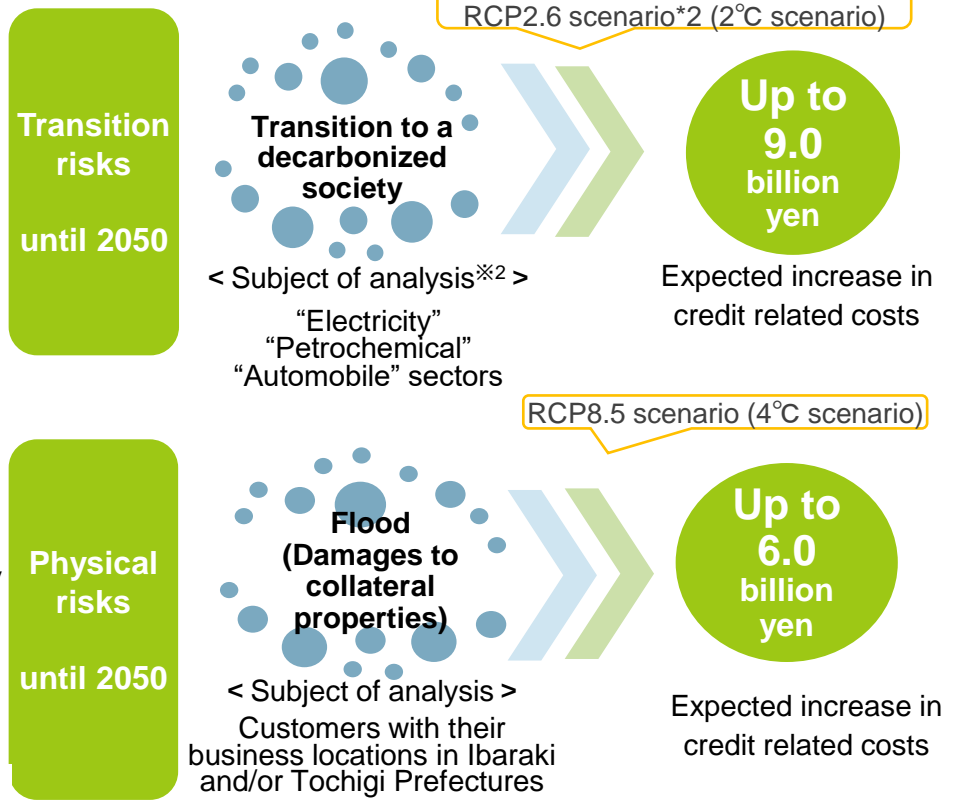 RCP2.6 scenario*2 (2℃ scenario)
Transition
risks
until 2050
Transition to a
decarbonized
society
< Subject of analysis※2 >
“Electricity”
“Petrochemical”
“Automobile” sectors
Up to
9.0
billion
yen
Expected increase in
credit related costs
RCP8.5 scenario (4℃ scenario)
Physical
risks
until 2050
Flood
(Damages to
collateral
properties)
< Subject of analysis >
Customers with their
business locations in Ibaraki
and/or Tochigi Prefectures
Up to
6.0
billion
yen
Expected increase in
credit related costs